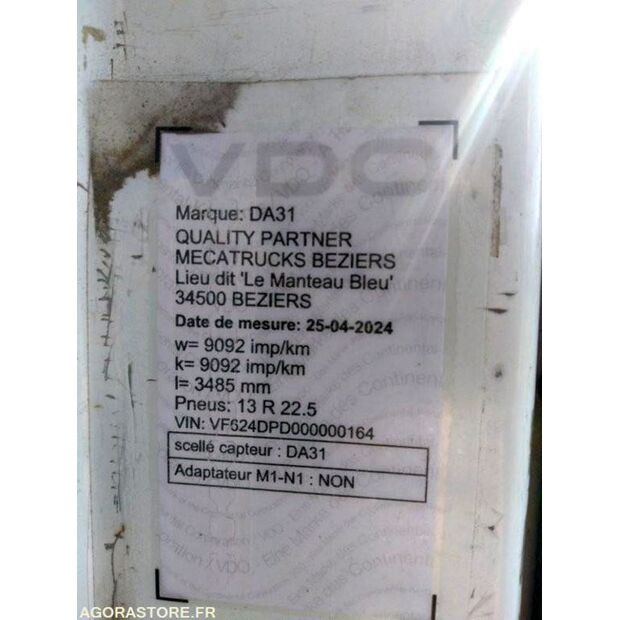 VDO
Marque: DA31
QUALITY PARTNER
MECATRUCKS BEZIERS
Lieu dit 'Le Manteau Bleu'
34500 BEZIERS
Date de mesure: 25-04-2024
w= 9092 imp/km
k= 9092 imp/km
l= 3485 mm
Pneus: 13 R 22.5
VIN: VF624DPD000000164
scellé capteur : DA31
Adaptateur M1-N1 : NON
AGORASTORE.FR